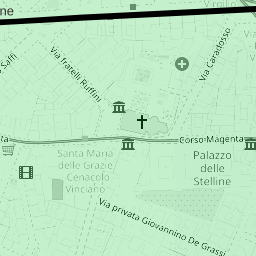 Via fratelli Ruffini
Via Caradosso
Saffi
Corso Magenta
Santa Maria
delle Grazie
Cenacolo
Vinciano
Palazzo
delle
Stelline
Via privata Giovannino De Grassi